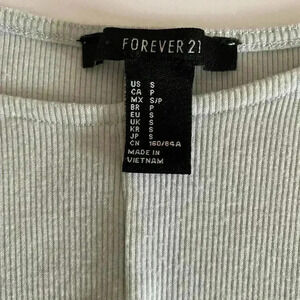 FOREVER 21
US S
CA P
MX S/P
BR P
EU S
UK S
KR S
JP S
CN 160/84A
MADE IN
VIETNAM